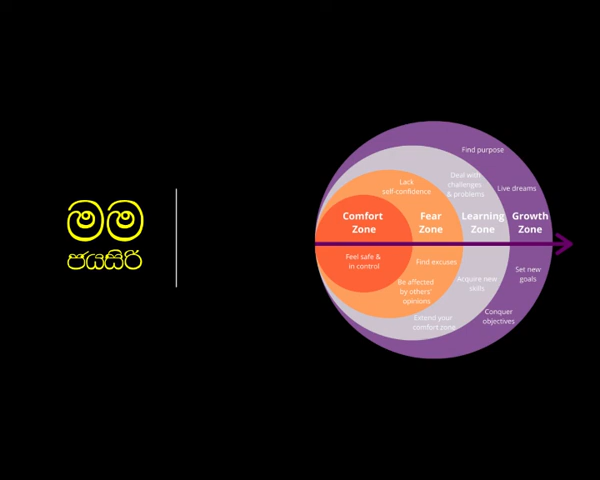 මම
ජයසිරි
Find purpose
Deal with
challenges
& problems
Live dreams
Lack
self-confidence
Comfort
Zone
Fear
Zone
Learning
Zone
Growth
Zone
Feel safe &
in control
Find excuses
Be affected
by others'
opinions
Acquire new
skills
Set new
goals
Extend your
comfort zone
Conquer
objectives